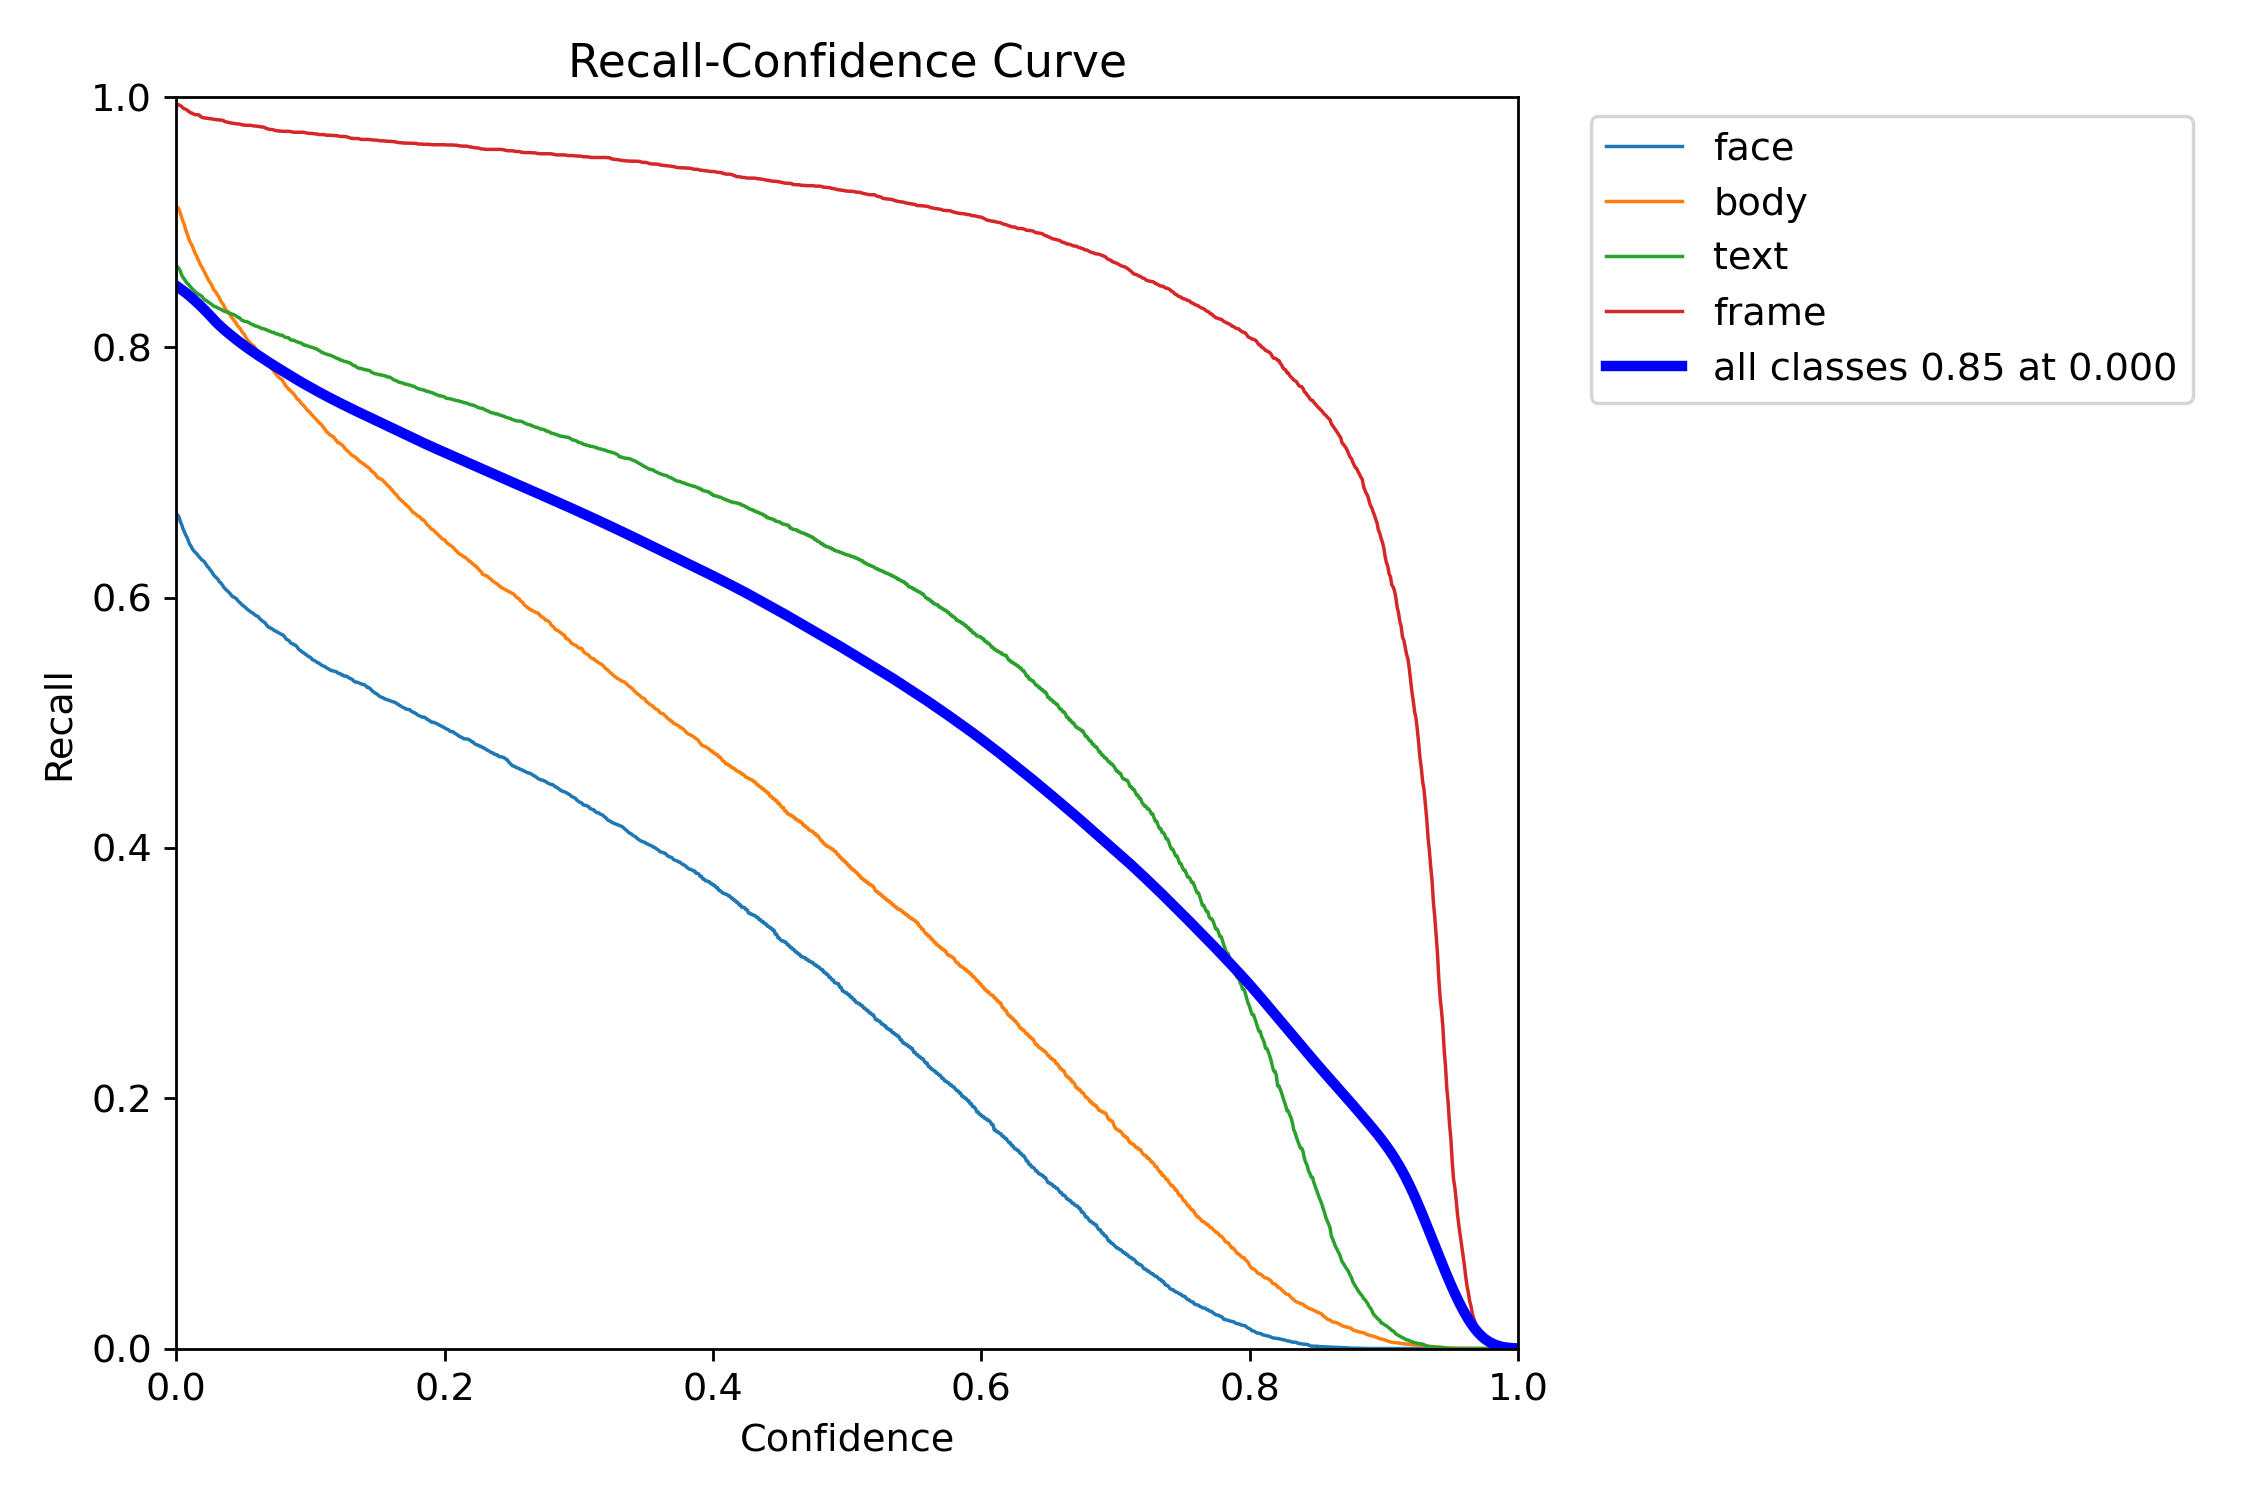 Recall-Confidence Curve
1.0
0.8
0.6
0.4
0.2
0.0
Recall
0.0 0.2 0.4 0.6 0.8 1.0
Confidence
face
body
text
frame
all classes 0.85 at 0.000